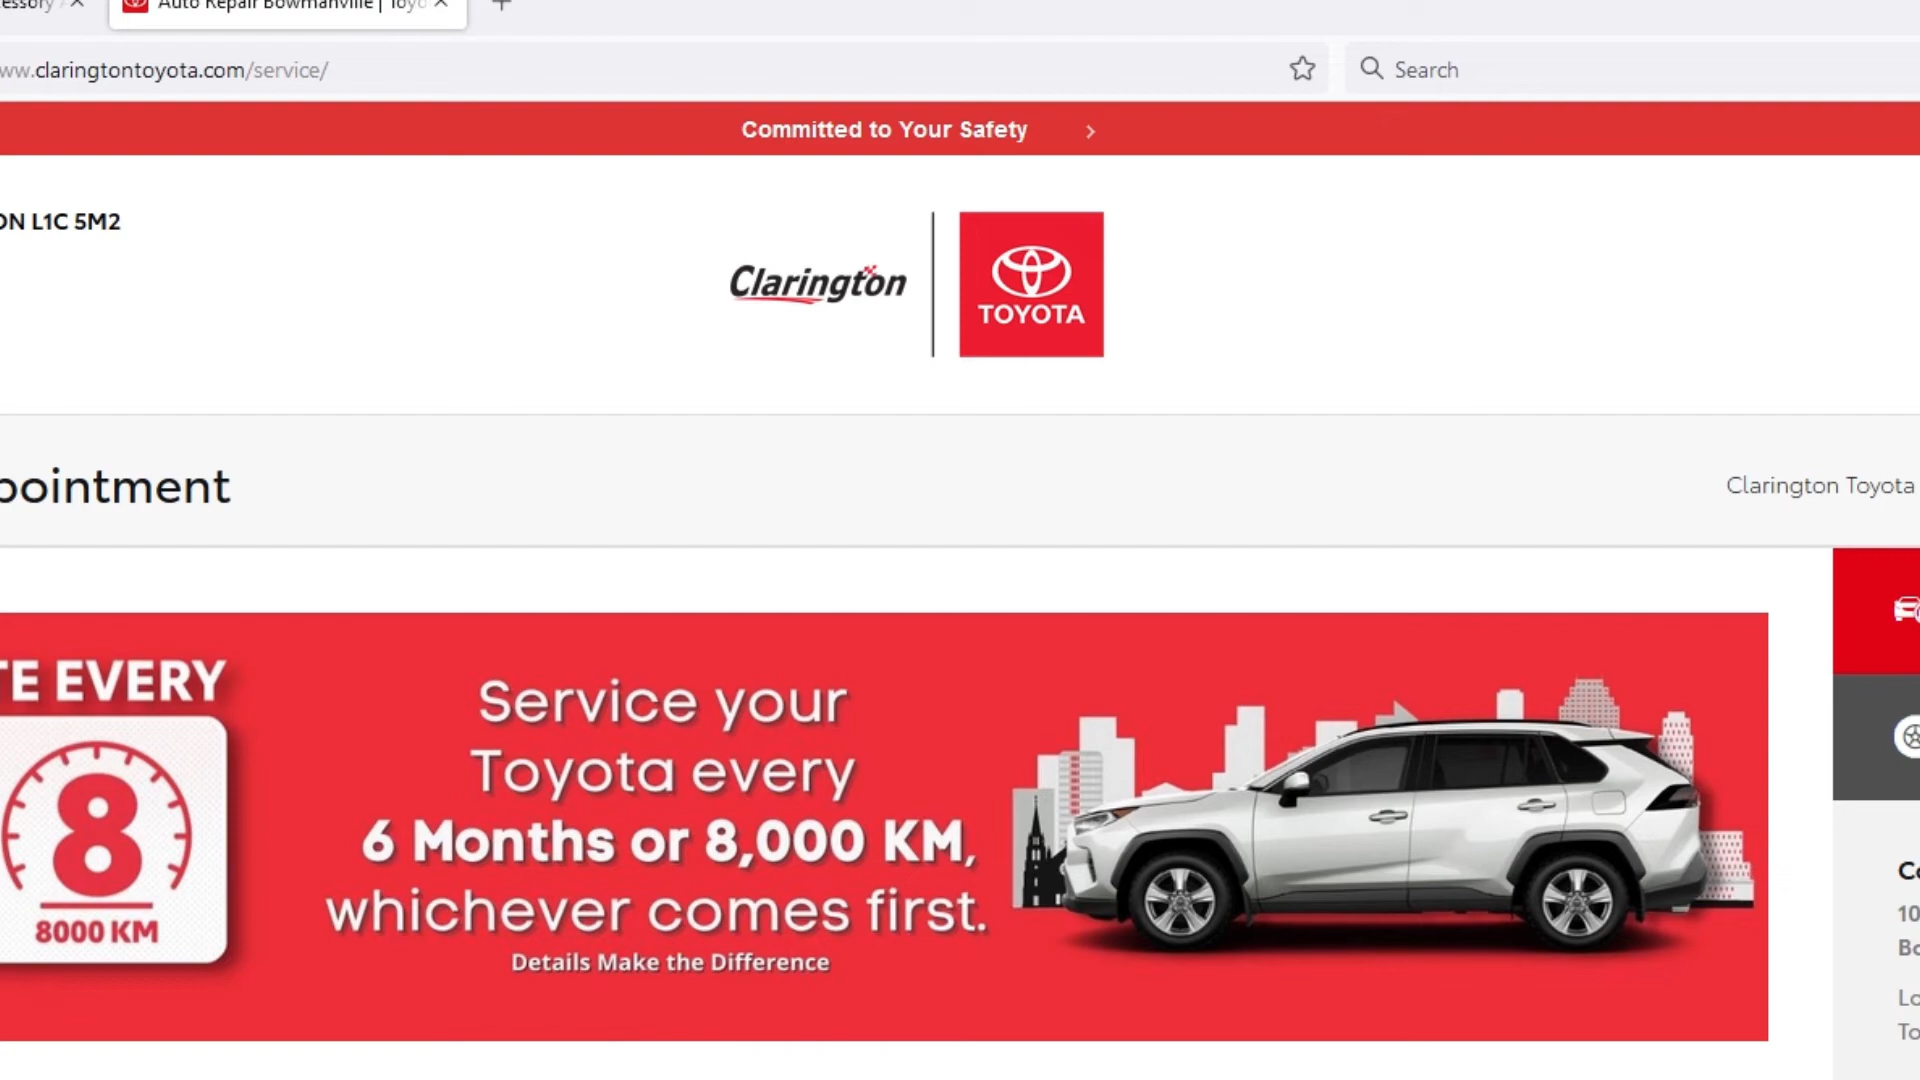 Auto Repair Bowmanville | Toyo
ww.claringtontoyota.com/service/
Search
Committed to Your Safety
ON L1C 5M2
Clarington
TOYOTA
pointment
Clarington Toyota
TE EVERY
8
8000 KM
Service your
Toyota every
6 Months or 8,000 KM,
whichever comes first.
Details Make the Difference